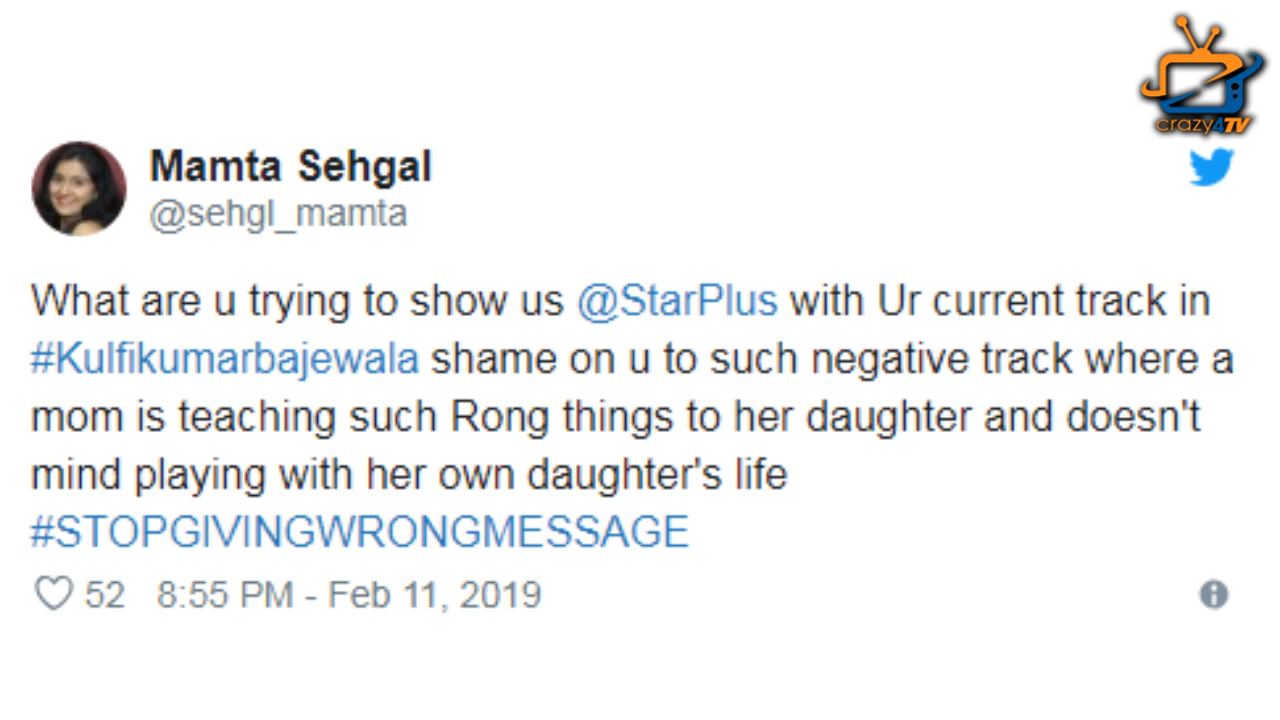 crazy4TV
Mamta Sehgal
@sehgl_mamta
What are u trying to show us @StarPlus with Ur current track in
#Kulfikumarbajewala shame on u to such negative track where a
mom is teaching such Rong things to her daughter and doesn't
mind playing with her own daughter's life
#STOPGIVINGWRONGMESSAGE
52 8:55 PM - Feb 11, 2019